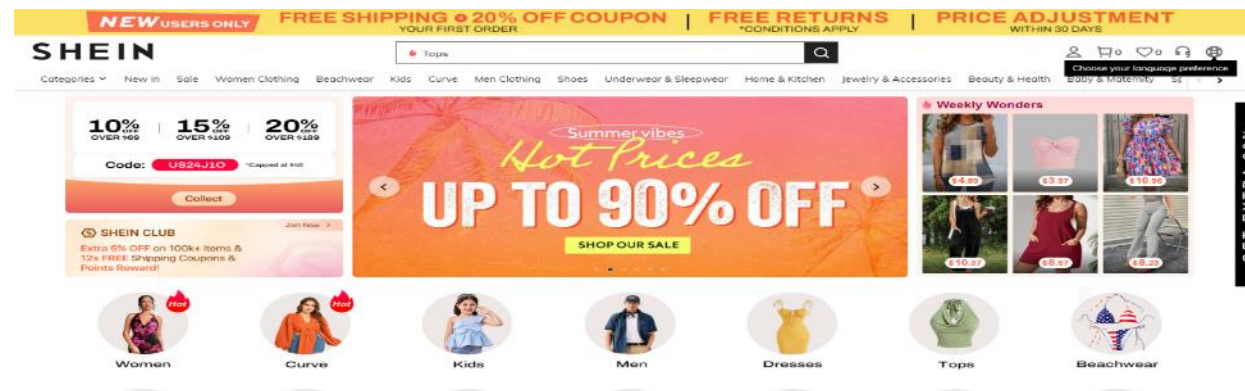 NEW USERS ONLY
FREE SHIPPING 20% OFF COUPON
YOUR FIRST ORDER
FREE RETURNS
*CONDITIONS APPLY
PRICE ADJUSTMENT
WITHIN 30 DAYS
SHEIN
Tops
0
0
Choose your language preference
Categories
New in
Sale
Women Clothing
Beachwear
Kids
Curve
Men Clothing
Shoes
Underwear & Sleepwear
Home & Kitchen
Jewelry & Accessories
Beauty & Health
Baby & Maternity
10% OFF
OVER $69
15% OFF
OVER $109
20% OFF
OVER $189
Code: US24J10 *Capped at $50
Collect
SHEIN CLUB
Join Now >
Extra 5% OFF on 100k+ Items &
12x FREE Shipping Coupons &
Points Reward!
Summer vibes
Hot Prices
UP TO 90% OFF
SHOP OUR SALE
Weekly Wonders
$4.89
$3.97
$10.96
$10.37
$8.57
$8.23
Hot
Hot
Women
Curve
Kids
Men
Dresses
Tops
Beachwear